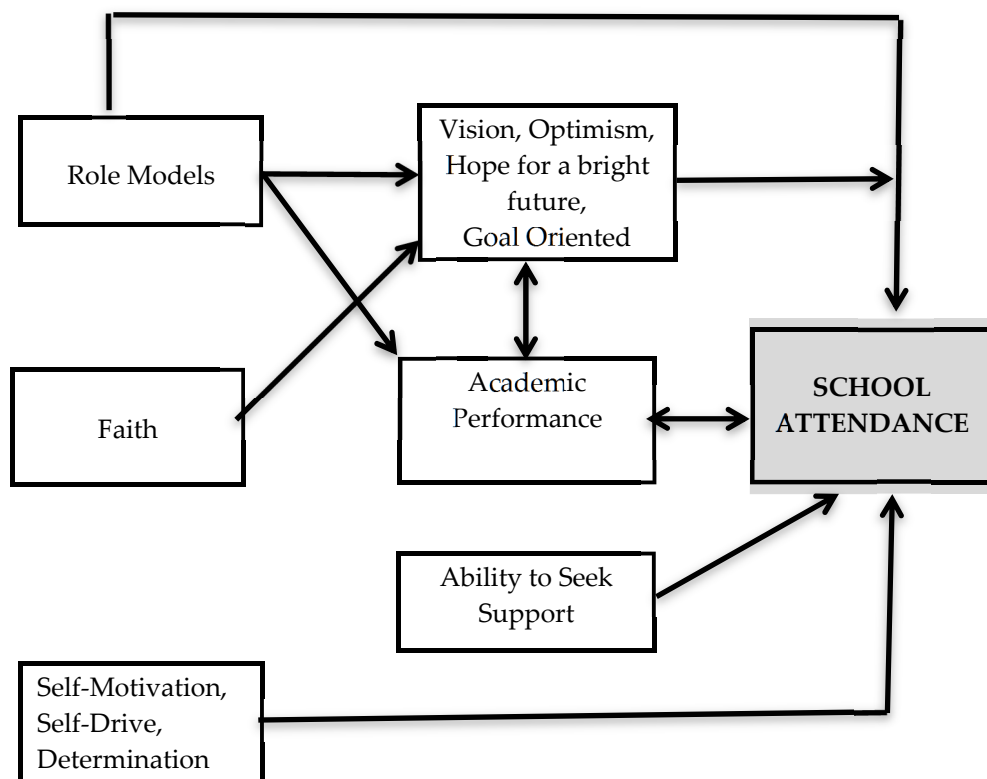 Role Models
Vision, Optimism,
Hope for a bright
future,
Goal Oriented
Faith
Academic
Performance
SCHOOL
ATTENDANCE
Ability to Seek
Support
Self-Motivation,
Self-Drive,
Determination